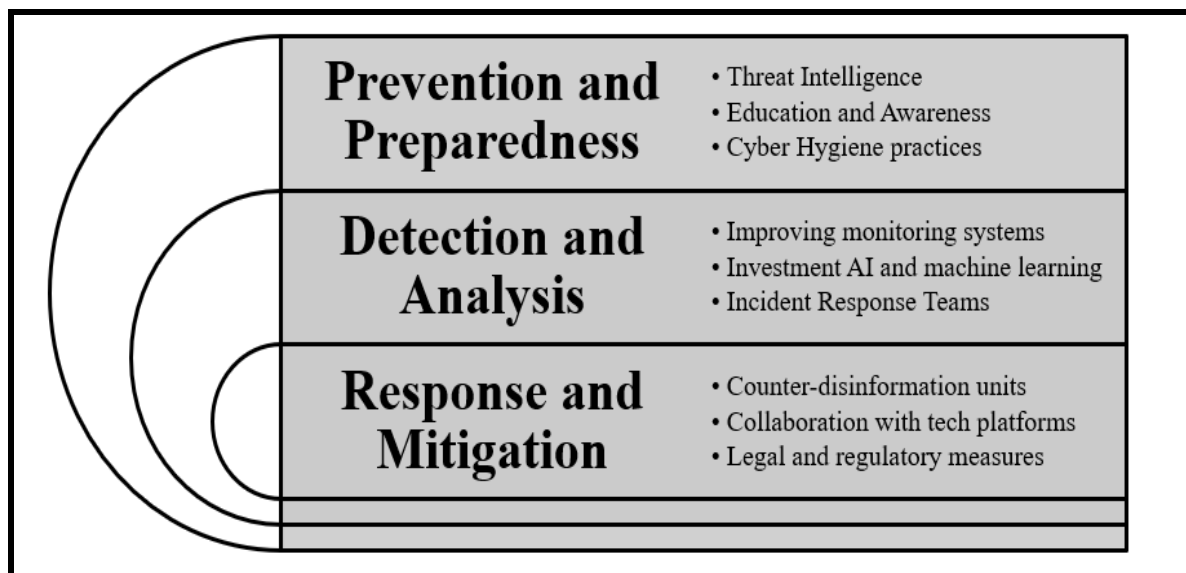 Prevention and
Preparedness
• Threat Intelligence
• Education and Awareness
• Cyber Hygiene practices
Detection and
Analysis
• Improving monitoring systems
• Investment AI and machine learning
• Incident Response Teams
Response and
Mitigation
• Counter-disinformation units
• Collaboration with tech platforms
• Legal and regulatory measures